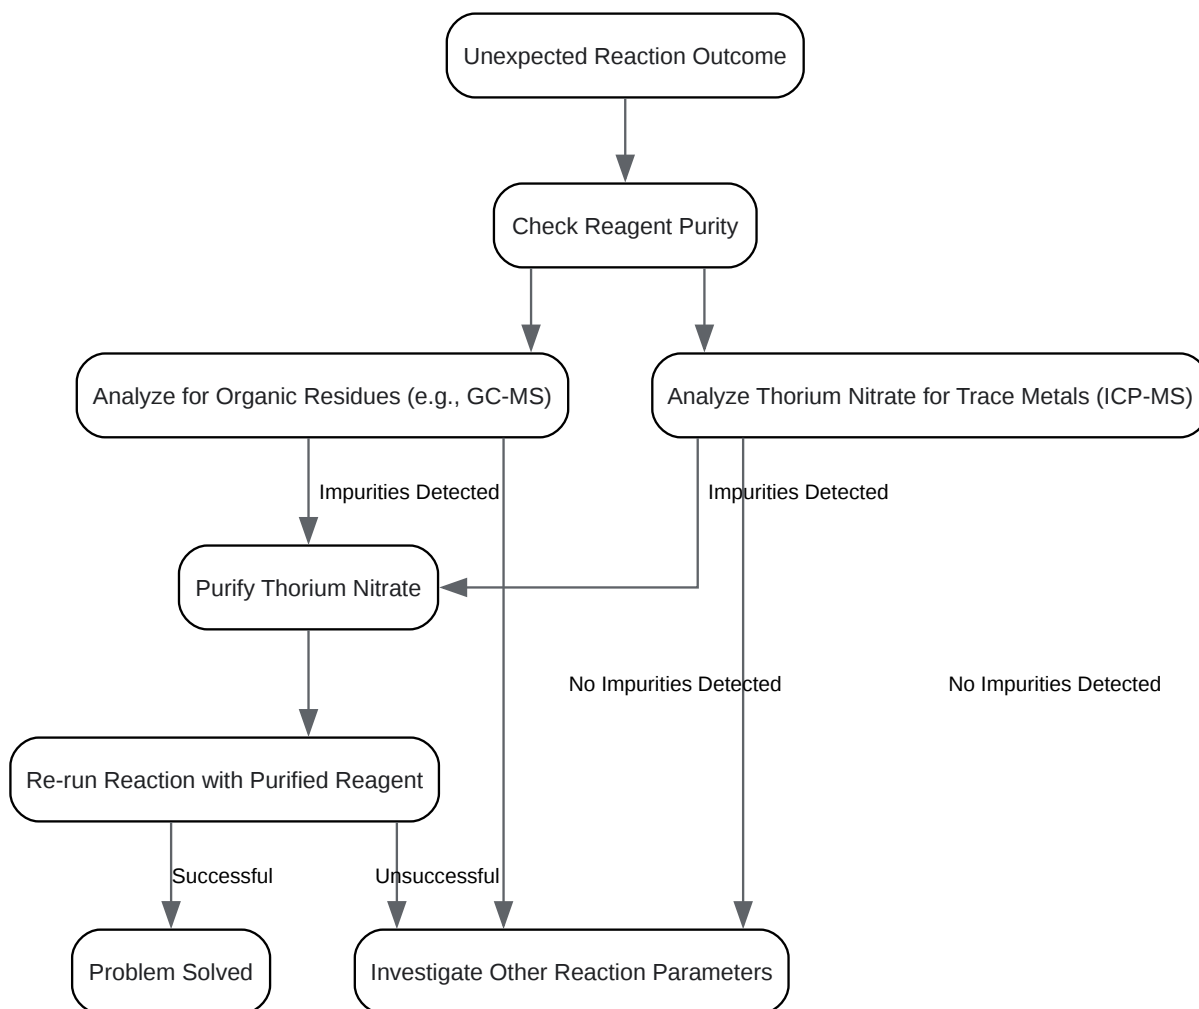 Unexpected Reaction Outcome
Check Reagent Purity
Analyze for Organic Residues (e.g., GC-MS)
Analyze Thorium Nitrate for Trace Metals (ICP-MS)
Impurities Detected
Impurities Detected
Purify Thorium Nitrate
No Impurities Detected
No Impurities Detected
Re-run Reaction with Purified Reagent
Successful
Unsuccessful
Problem Solved
Investigate Other Reaction Parameters